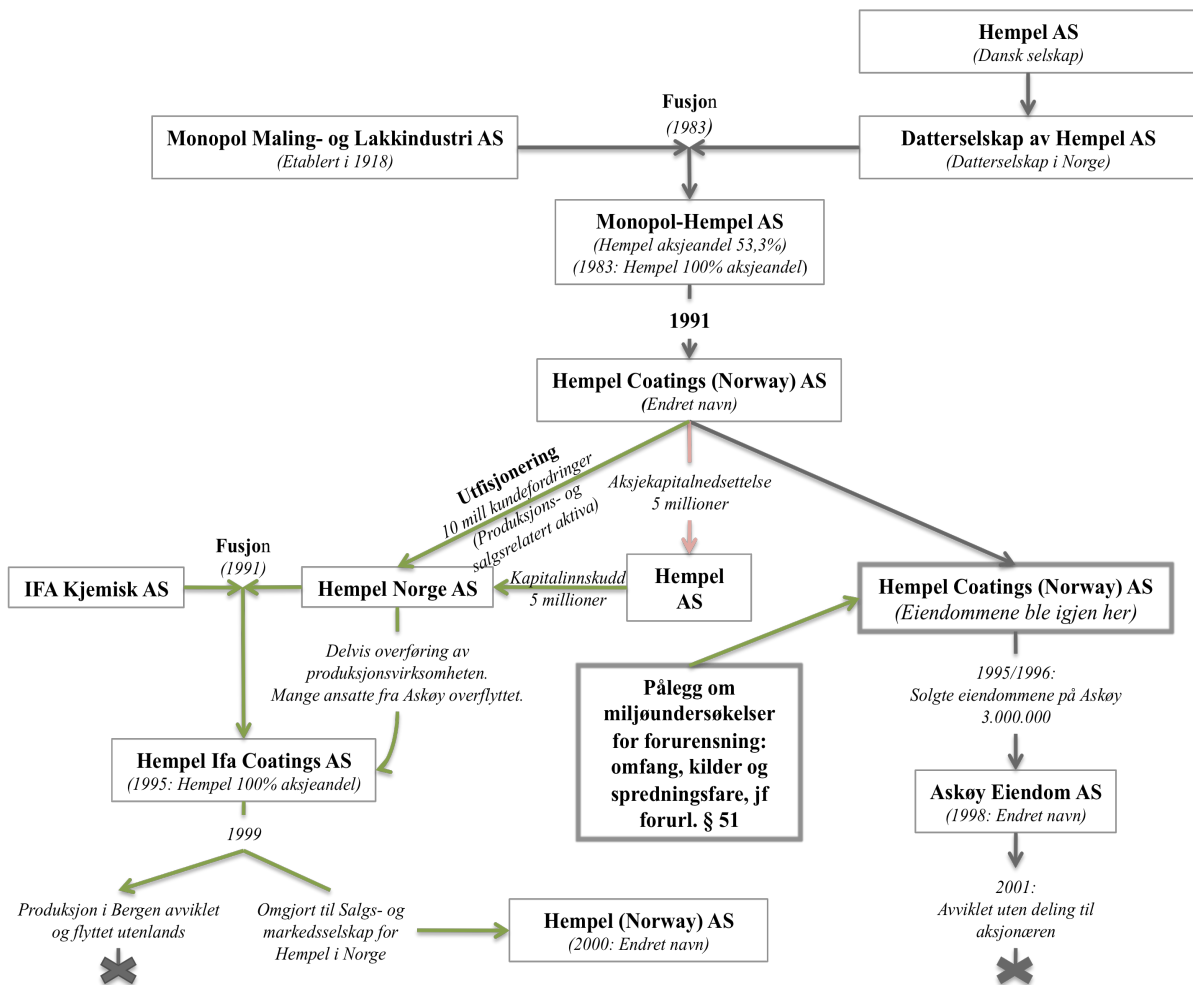 Hempel AS
(Dansk selskap)
Fusjon
(1983)
Monopol Maling- og Lakkindustri AS
(Etablert i 1918)
Datterselskap av Hempel AS
(Datterselskap i Norge)
Monopol-Hempel AS
(Hempel aksjeandel 53,3%)
(1983: Hempel 100% aksjeandel)
1991
Hempel Coatings (Norway) AS
(Endret navn)
Utfisjonering
10 mill kundefordringer
(Produksjons- og
salgsrelatert aktiva)
Aksjekapitalnedsettelse
5 millioner
Fusjon
(1991)
IFA Kjemisk AS
Hempel Norge AS
Kapitalinnskudd
5 millioner
Hempel
AS
Hempel Coatings (Norway) AS
(Eiendommene ble igjen her)
Delvis overføring av
produksjonsvirksomheten.
Mange ansatte fra Askøy overflyttet.
Pålegg om
miljøundersøkelser
for forurensning:
omfang, kilder og
spredningsfare, jf
forurl. § 51
1995/1996:
Solgte eiendommene på Askøy
3.000.000
Hempel Ifa Coatings AS
(1995: Hempel 100% aksjeandel)
Askøy Eiendom AS
(1998: Endret navn)
1999
Produksjon i Bergen avviklet
og flyttet utenlands
Omgjort til Salgs- og
markedsselskap for
Hempel i Norge
Hempel (Norway) AS
(2000: Endret navn)
2001:
Avviklet uten deling til
aksjonæren